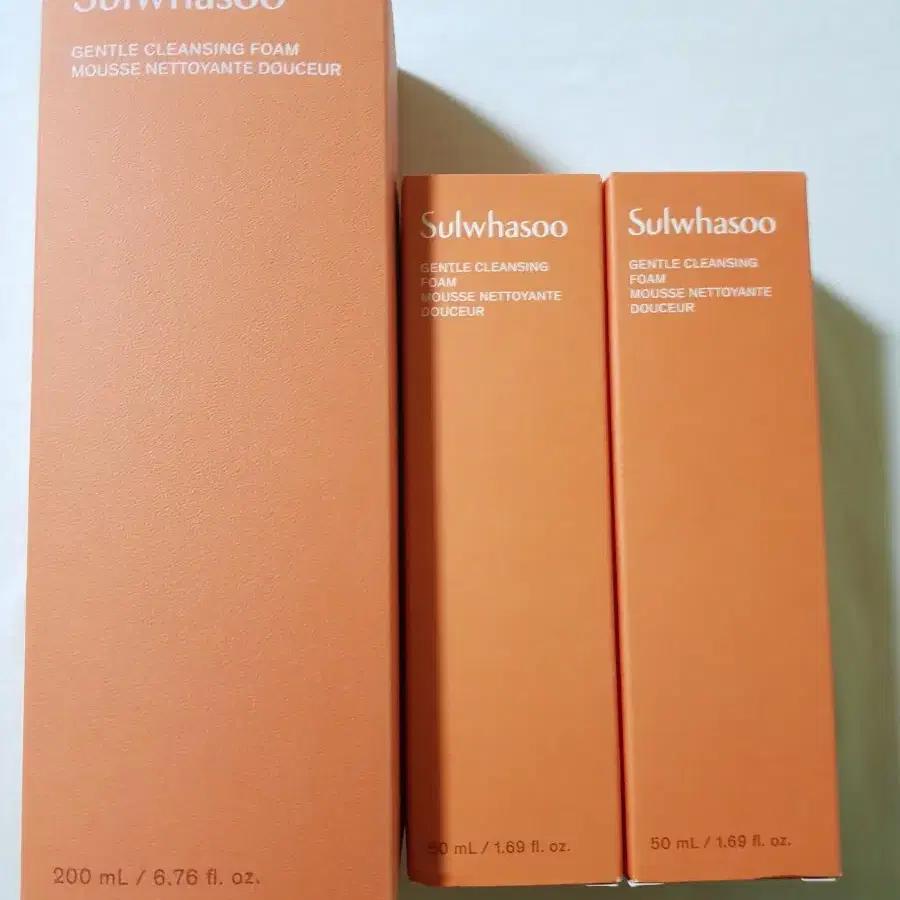 Sulwhasoo
GENTLE CLEANSING FOAM
MOUSSE NETTOYANTE DOUCEUR
200 mL / 6.76 fl. oz.
Sulwhasoo
GENTLE CLEANSING
FOAM
MOUSSE NETTOYANTE
DOUCEUR
50 mL / 1.69 fl. oz.
Sulwhasoo
GENTLE CLEANSING
FOAM
MOUSSE NETTOYANTE
DOUCEUR
50 mL / 1.69 fl. oz.